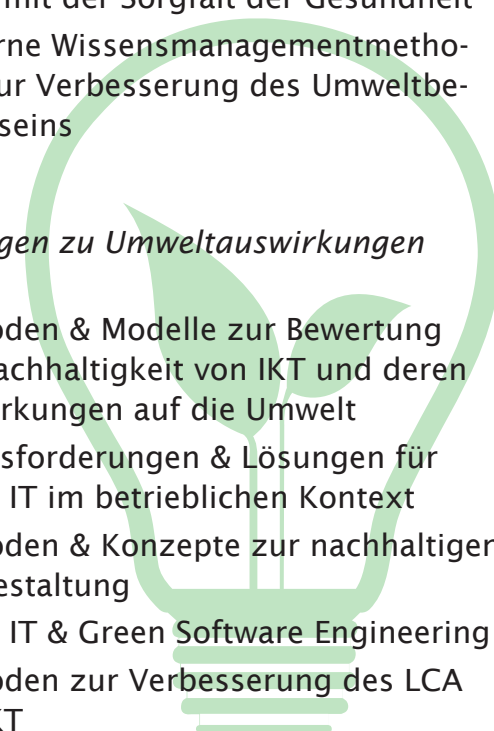 mit der Sorgfalt der Gesundheit
rne Wissensmanagementmetho-
ur Verbesserung des Umweltbe-
seins
gen zu Umweltauswirkungen
oden & Modelle zur Bewertung
achhaltigkeit von IKT und deren
rkungen auf die Umwelt
sforderungen & Lösungen für
IT im betrieblichen Kontext
oden & Konzepte zur nachhaltigen
estaltung
IT & Green Software Engineering
oden zur Verbesserung des LCA
KT